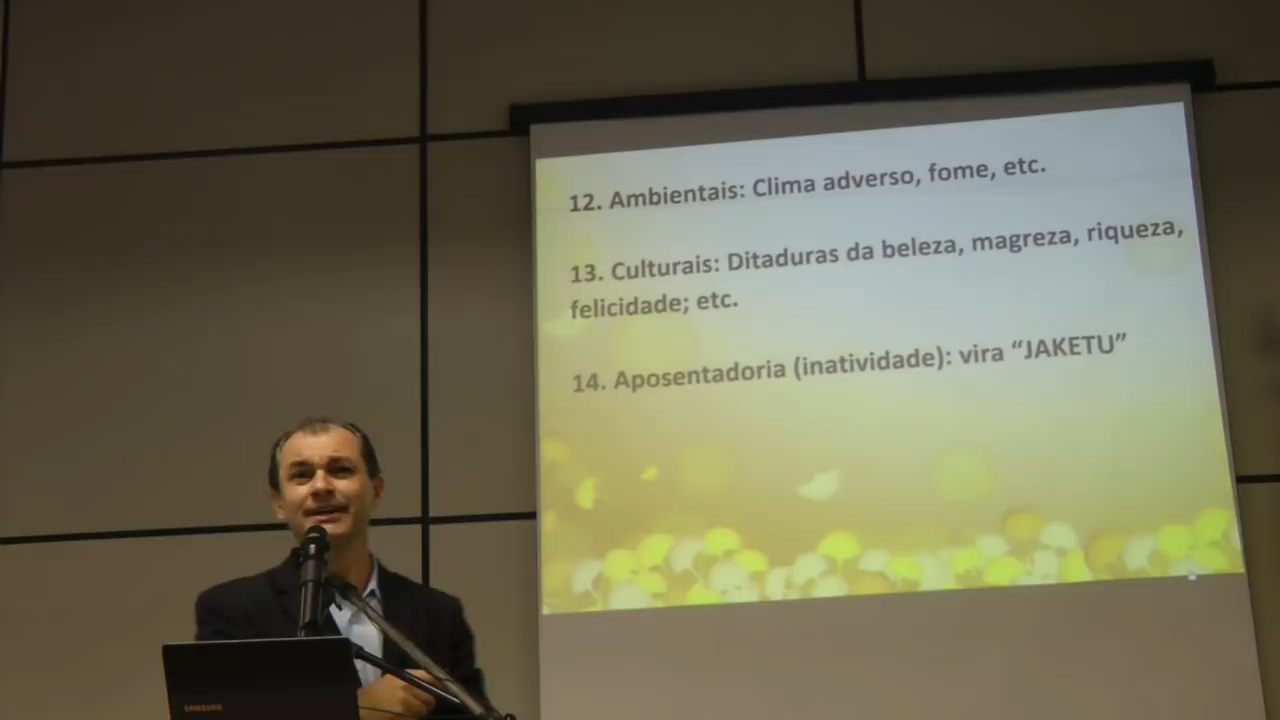 12. Ambientais: Clima adverso, fome, etc.
13. Culturais: Ditaduras da beleza, magreza, riqueza,
felicidade; etc.
14. Aposentadoria (inatividade): vira “JAKETU”
SAMSUNG